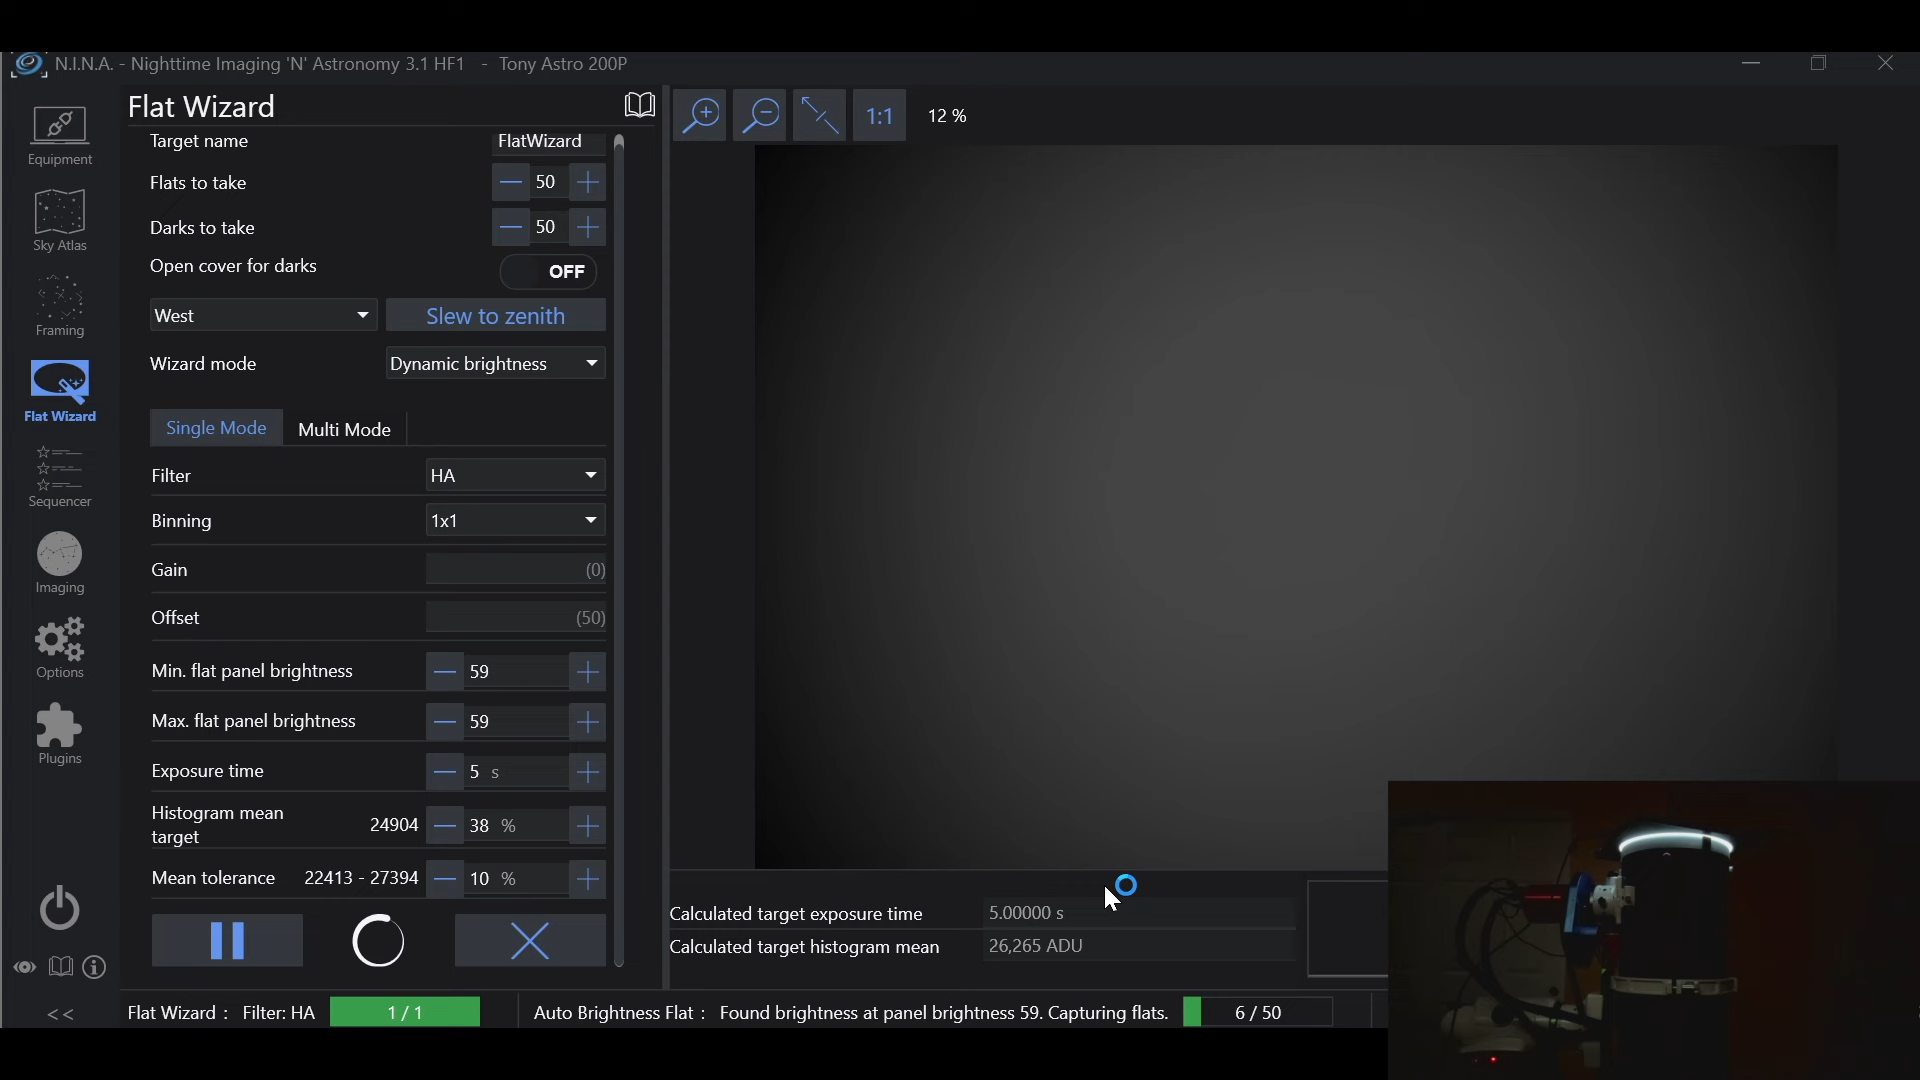 N.I.N.A. - Nighttime Imaging 'N' Astronomy 3.1 HF1 - Tony Astro 200P
Flat Wizard
12 %
1:1
Equipment
Sky Atlas
Framing
Flat Wizard
Sequencer
Imaging
Options
Plugins
<<
Target name FlatWizard
Flats to take 50
Darks to take 50
Open cover for darks OFF
West Slew to zenith
Wizard mode Dynamic brightness
Single Mode Multi Mode
Filter HA
Binning 1x1
Gain (0)
Offset (50)
Min. flat panel brightness 59
Max. flat panel brightness 59
Exposure time 5 s
Histogram mean
target 24904 38 %
Mean tolerance 22413 - 27394 10 %
Calculated target exposure time 5.00000 s
Calculated target histogram mean 26,265 ADU
Flat Wizard : Filter: HA 1 / 1 Auto Brightness Flat : Found brightness at panel brightness 59. Capturing flats. 6 / 50